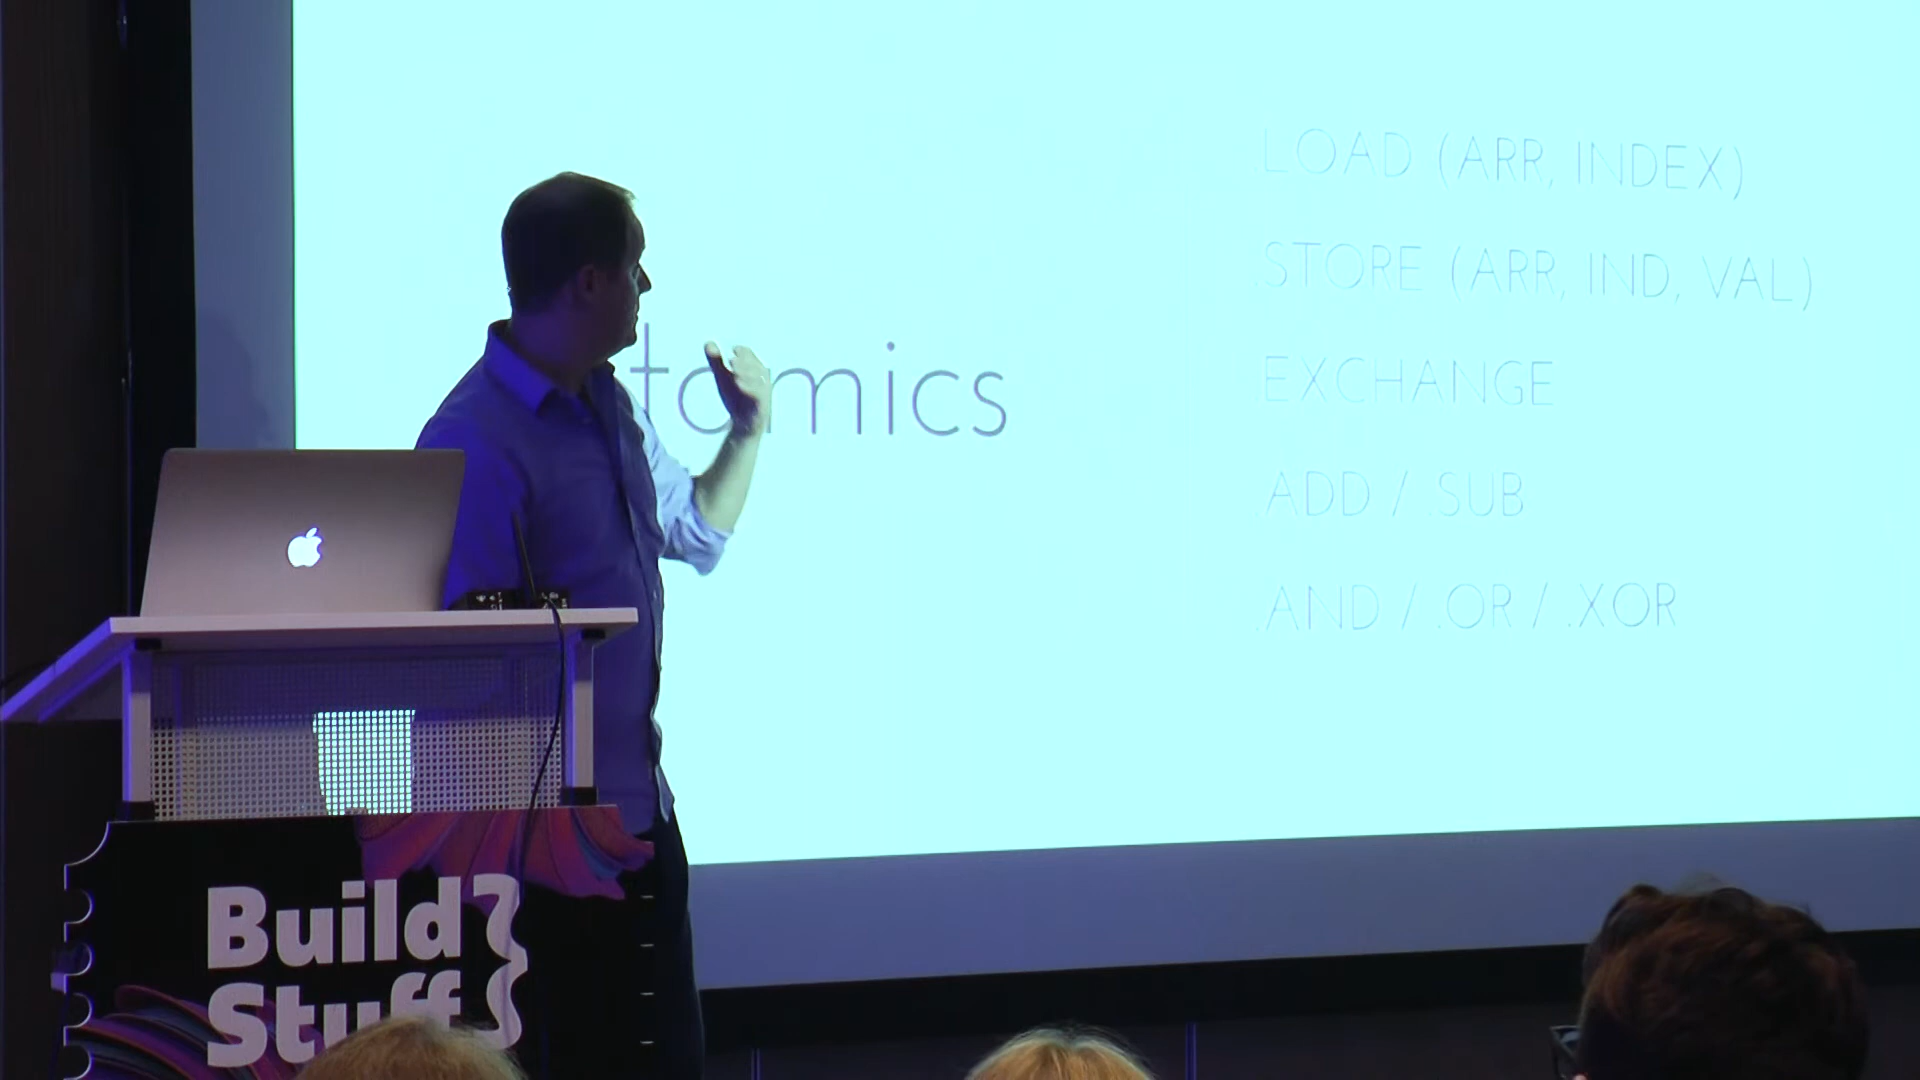 .LOAD (ARR, INDEX)
.STORE (ARR, IND, VAL)
tomics
.EXCHANGE
.ADD / .SUB
.AND / .OR / .XOR
Build
Stuff